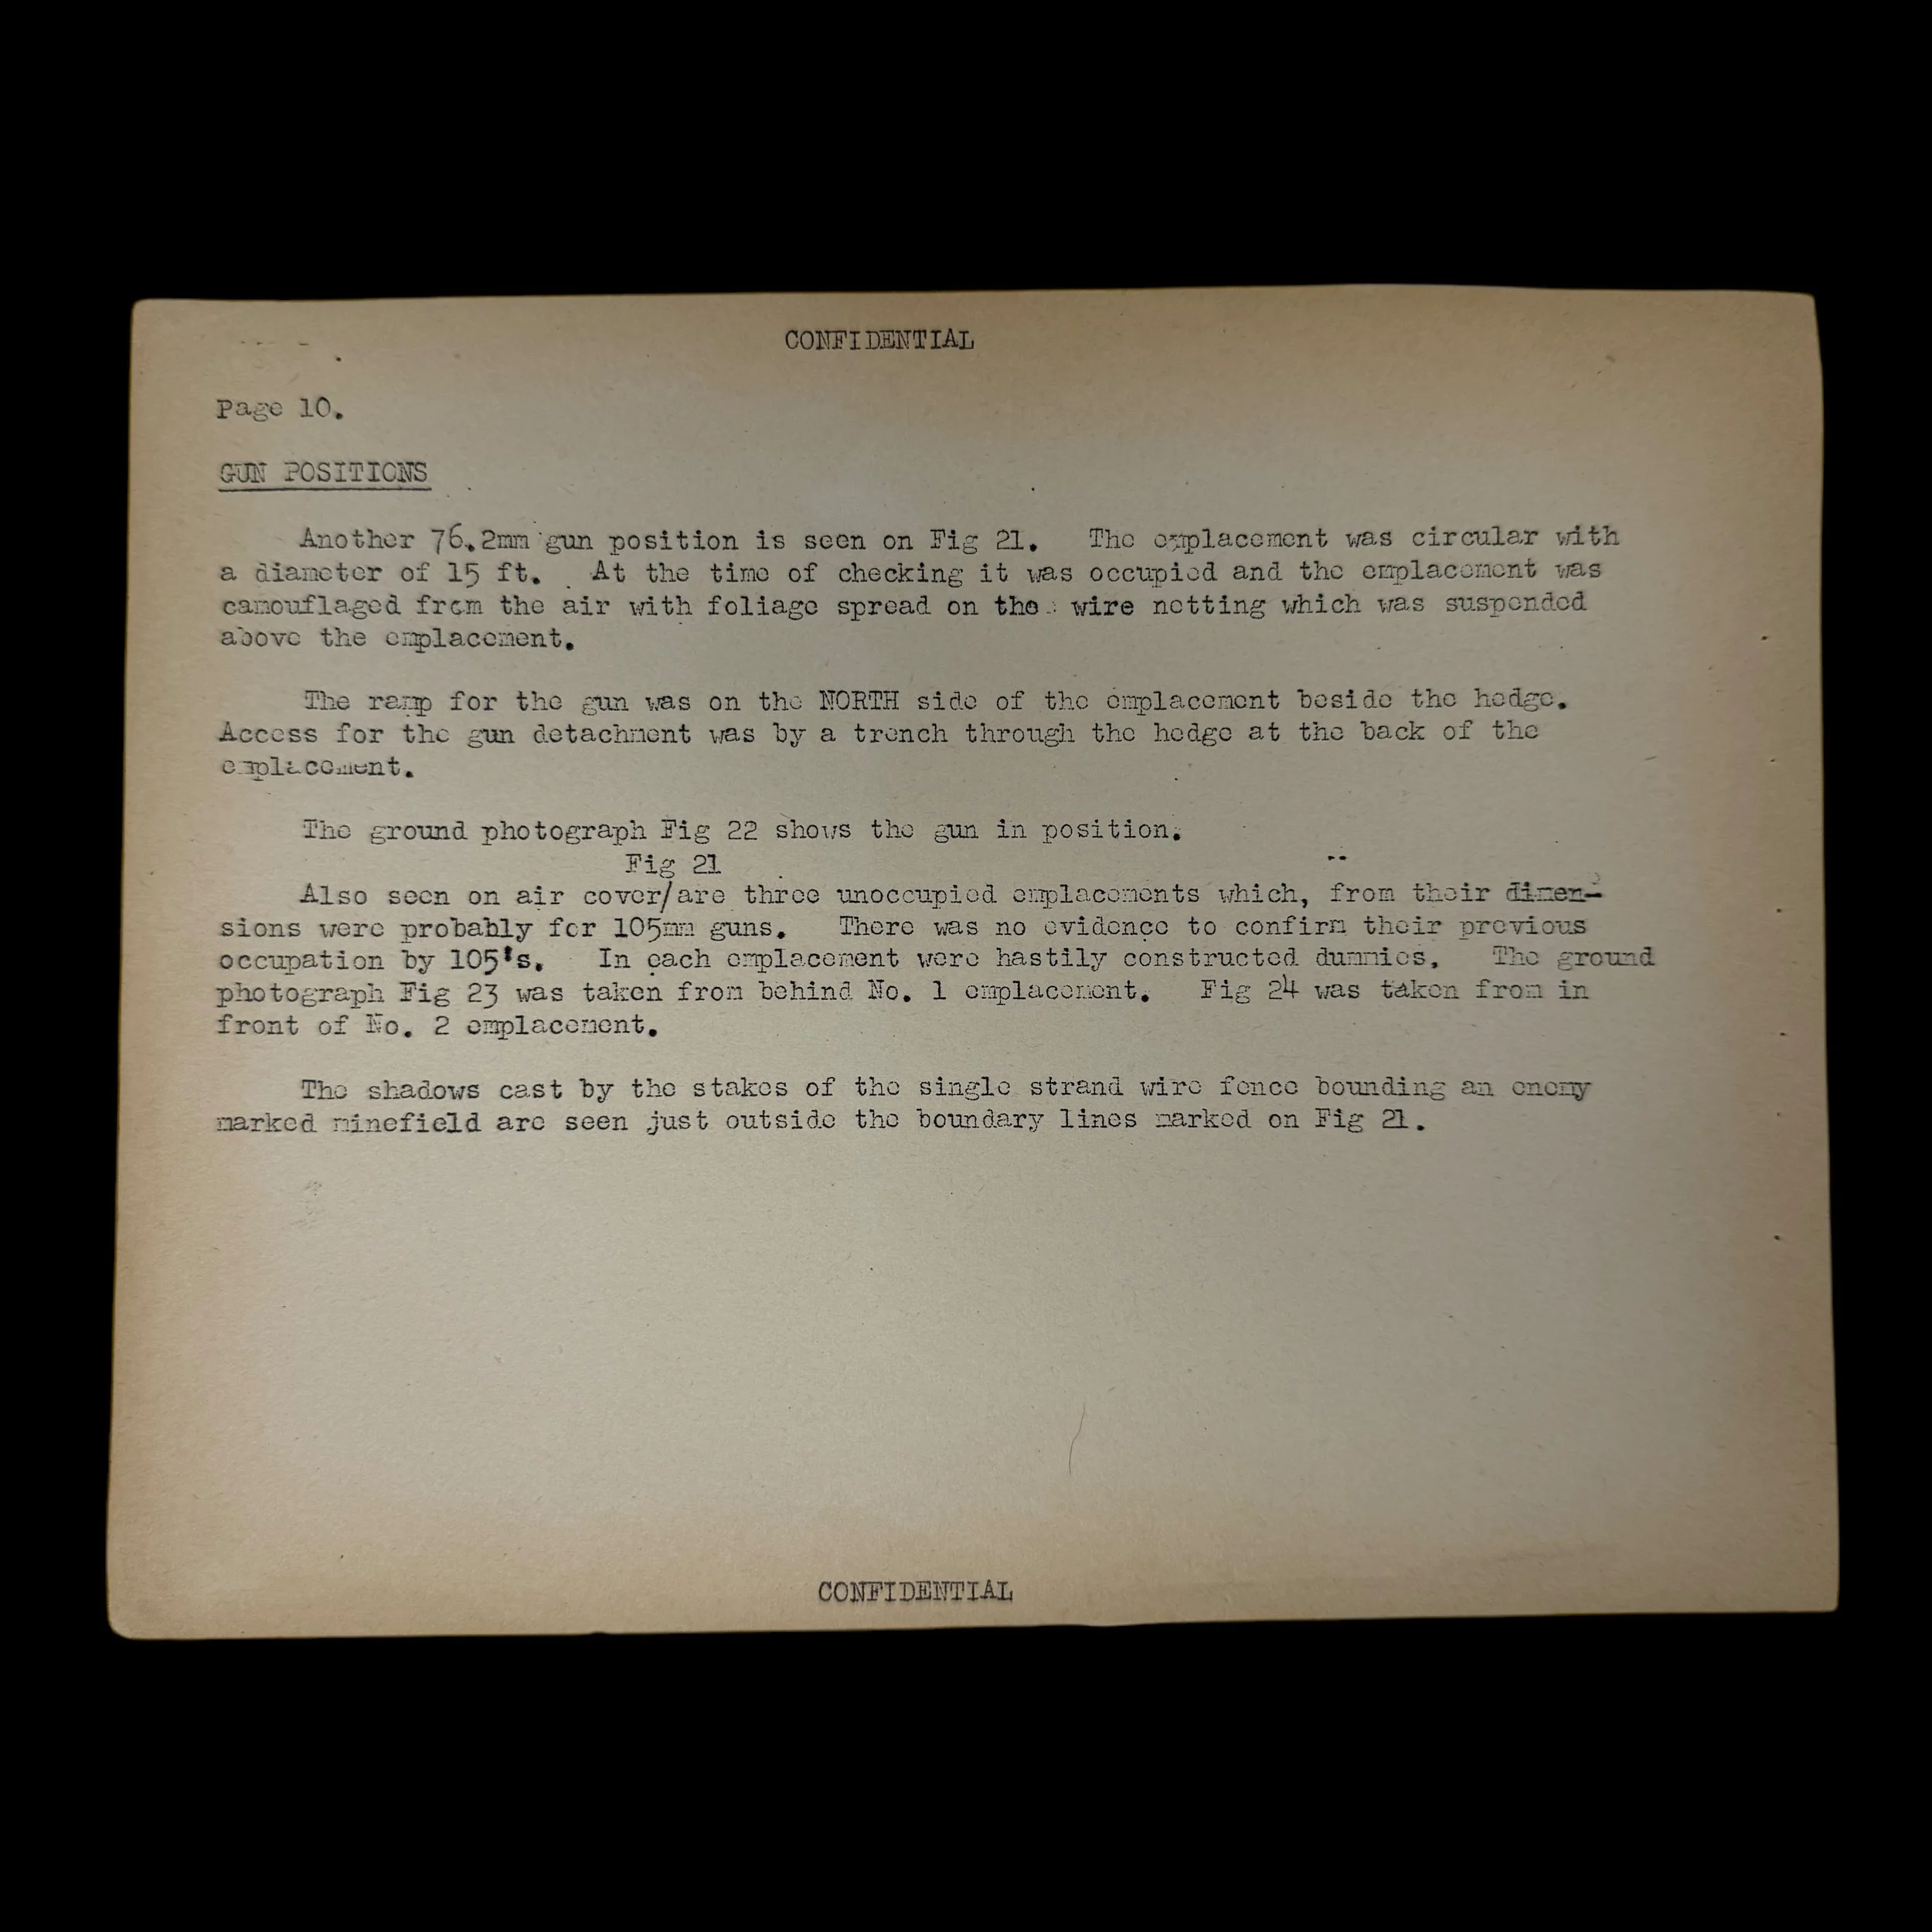 CONFIDENTIAL
Page 10.
GUN POSITIONS
Another 76.2mm gun position is seen on Fig 21. The emplacement was circular with
a diameter of 15 ft. At the time of checking it was occupied and the emplacement was
camouflaged from the air with foliage spread on the wire netting which was suspended
above the emplacement.
The ramp for the gun was on the NORTH side of the emplacement beside the hedge.
Access for the gun detachment was by a trench through the hedge at the back of the
emplacement.
The ground photograph Fig 22 shows the gun in position.
Fig 21
Also seen on air cover/are three unoccupied emplacements which, from their dimen-
sions were probably for 105mm guns. There was no evidence to confirm their previous
occupation by 105's. In each emplacement were hastily constructed dummies. The ground
photograph Fig 23 was taken from behind No. 1 emplacement. Fig 24 was taken from in
front of No. 2 emplacement.
The shadows cast by the stakes of the single strand wire fence bounding an enemy
marked minefield are seen just outside the boundary lines marked on Fig 21.
CONFIDENTIAL